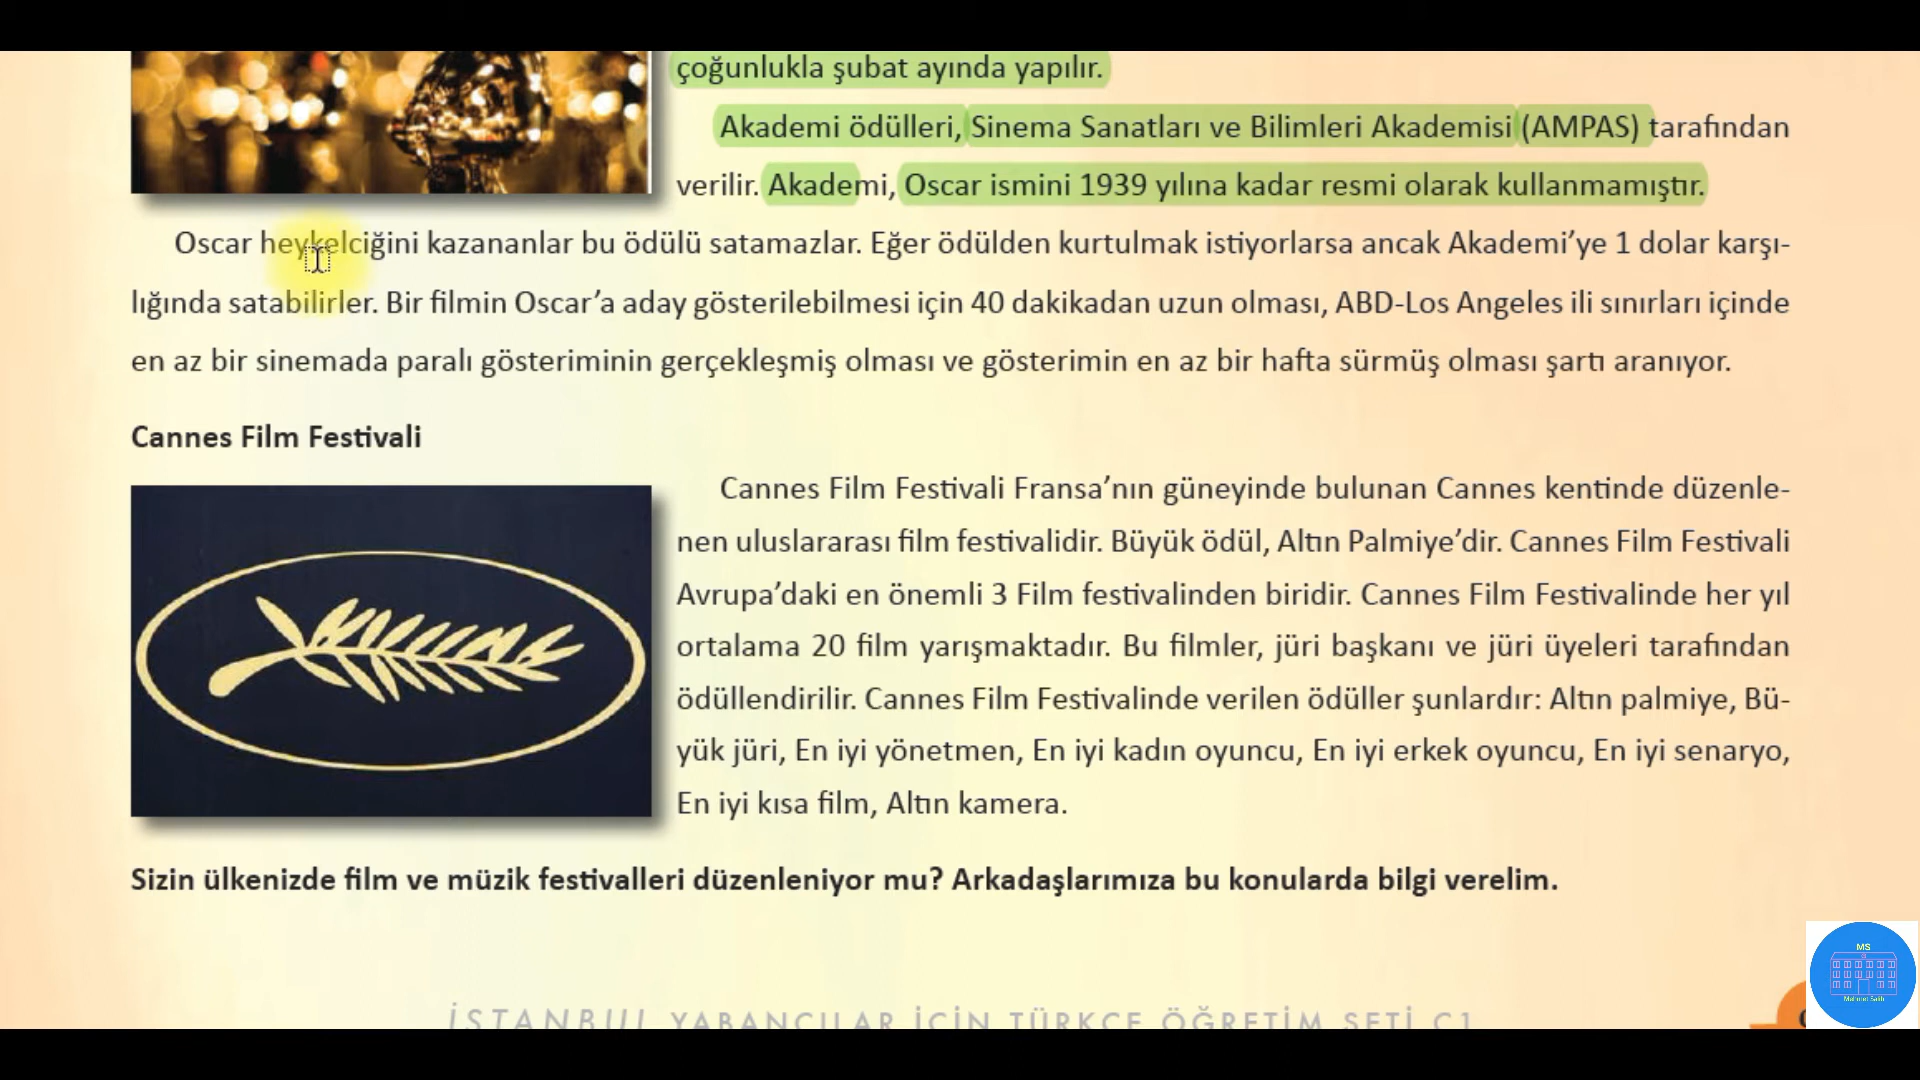 çoğunlukla şubat ayında yapılır.
Akademi ödülleri, Sinema Sanatları ve Bilimleri Akademisi (AMPAS) tarafından
verilir. Akademi, Oscar ismini 1939 yılına kadar resmi olarak kullanmamıştır.
Oscar heykelciğini kazananlar bu ödülü satamazlar. Eğer ödülden kurtulmak istiyorlarsa ancak Akademi’ye 1 dolar karşı-
lığında satabilirler. Bir filmin Oscar’a aday gösterilebilmesi için 40 dakikadan uzun olması, ABD-Los Angeles ili sınırları içinde
en az bir sinemada paralı gösteriminin gerçekleşmiş olması ve gösterimin en az bir hafta sürmüş olması şartı aranıyor.
Cannes Film Festivali
Cannes Film Festivali Fransa’nın güneyinde bulunan Cannes kentinde düzenle-
nen uluslararası film festivalidir. Büyük ödül, Altın Palmiye’dir. Cannes Film Festivali
Avrupa’daki en önemli 3 Film festivalinden biridir. Cannes Film Festivalinde her yıl
ortalama 20 film yarışmaktadır. Bu filmler, jüri başkanı ve jüri üyeleri tarafından
ödüllendirilir. Cannes Film Festivalinde verilen ödüller şunlardır: Altın palmiye, Bü-
yük jüri, En iyi yönetmen, En iyi kadın oyuncu, En iyi erkek oyuncu, En iyi senaryo,
En iyi kısa film, Altın kamera.
Sizin ülkenizde film ve müzik festivalleri düzenleniyor mu? Arkadaşlarımıza bu konularda bilgi verelim.
MS
Mehmet Salih
İSTANBUL YABANCILAR İÇİN TÜRKÇE ÖĞRETİM SETİ C1